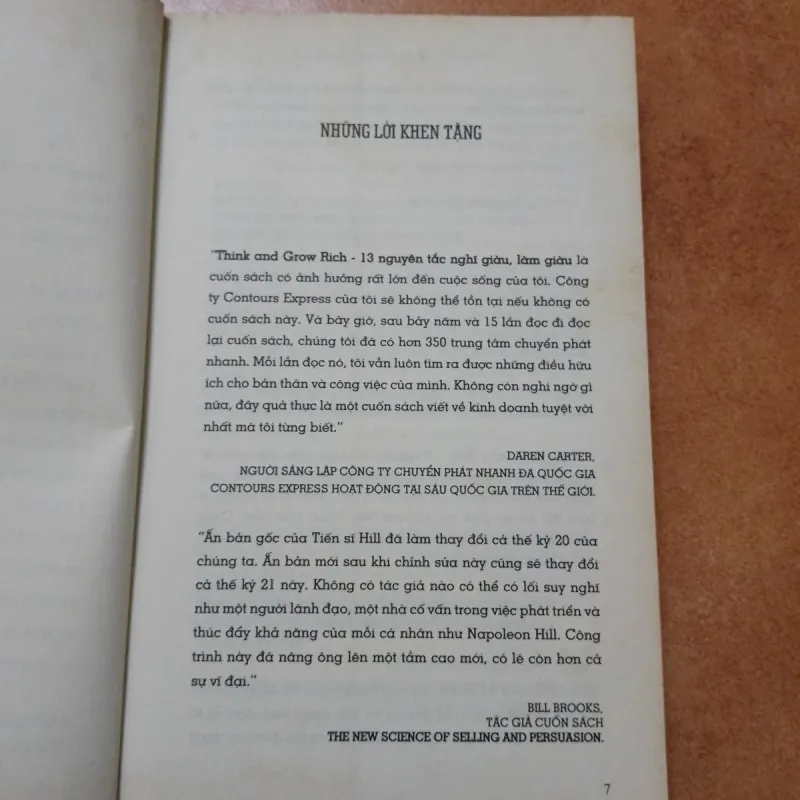 NHỮNG LỜI KHEN TẶNG
"Think and Grow Rich - 13 nguyên tắc nghĩ giàu, làm giàu là
cuốn sách có ảnh hưởng rất lớn đến cuộc sống của tôi. Công
ty Contours Express của tôi sẽ không thể tồn tại nếu không có
cuốn sách này. Và bây giờ, sau bảy năm và 15 lần đọc đi đọc
lại cuốn sách, chúng tôi đã có hơn 350 trung tâm chuyển phát
nhanh. Mỗi lần đọc nó, tôi vẫn luôn tìm ra được những điều hữu
ích cho bản thân và công việc của mình. Không còn nghi ngờ gì
nữa, đây quả thực là một cuốn sách viết về kinh doanh tuyệt vời
nhất mà tôi từng biết."
DAREN CARTER,
NGƯỜI SÁNG LẬP CÔNG TY CHUYỂN PHÁT NHANH ĐA QUỐC GIA
CONTOURS EXPRESS HOẠT ĐỘNG TẠI SÁU QUỐC GIA TRÊN THẾ GIỚI.
"Ấn bản gốc của Tiến sĩ Hill đã làm thay đổi cả thế kỷ 20 của
chúng ta. Ấn bản mới sau khi chỉnh sửa này cũng sẽ thay đổi
cả thế kỷ 21 này. Không có tác giả nào có thể có lối suy nghĩ
như một người lãnh đạo, một nhà cố vấn trong việc phát triển và
thúc đẩy khả năng của mỗi cá nhân như Napoleon Hill. Công
trình này đã nâng ông lên một tầm cao mới, có lẽ còn hơn cả
sự vĩ đại."
BILL BROOKS,
TÁC GIẢ CUỐN SÁCH
THE NEW SCIENCE OF SELLING AND PERSUASION.
7